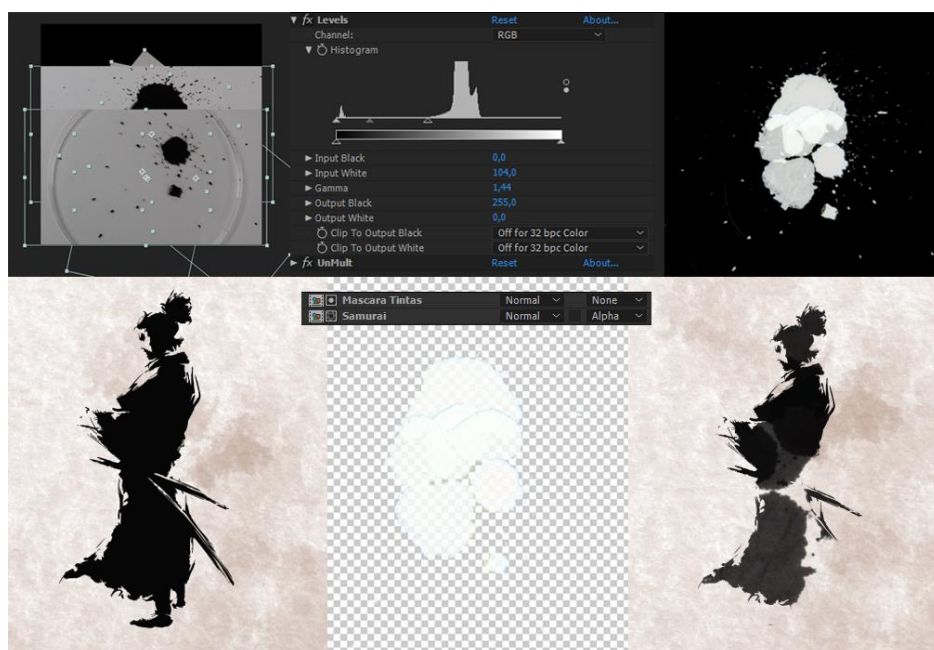 fx Levels Reset About...
Channel: RGB
Histogram
Input Black 0,0
Input White 104,0
Gamma 1,44
Output Black 255,0
Output White 0,0
Clip To Output Black Off for 32 bpc Color
Clip To Output White Off for 32 bpc Color
fx UnMult Reset About...
Mascara Tintas Normal None
Samurai Normal Alpha